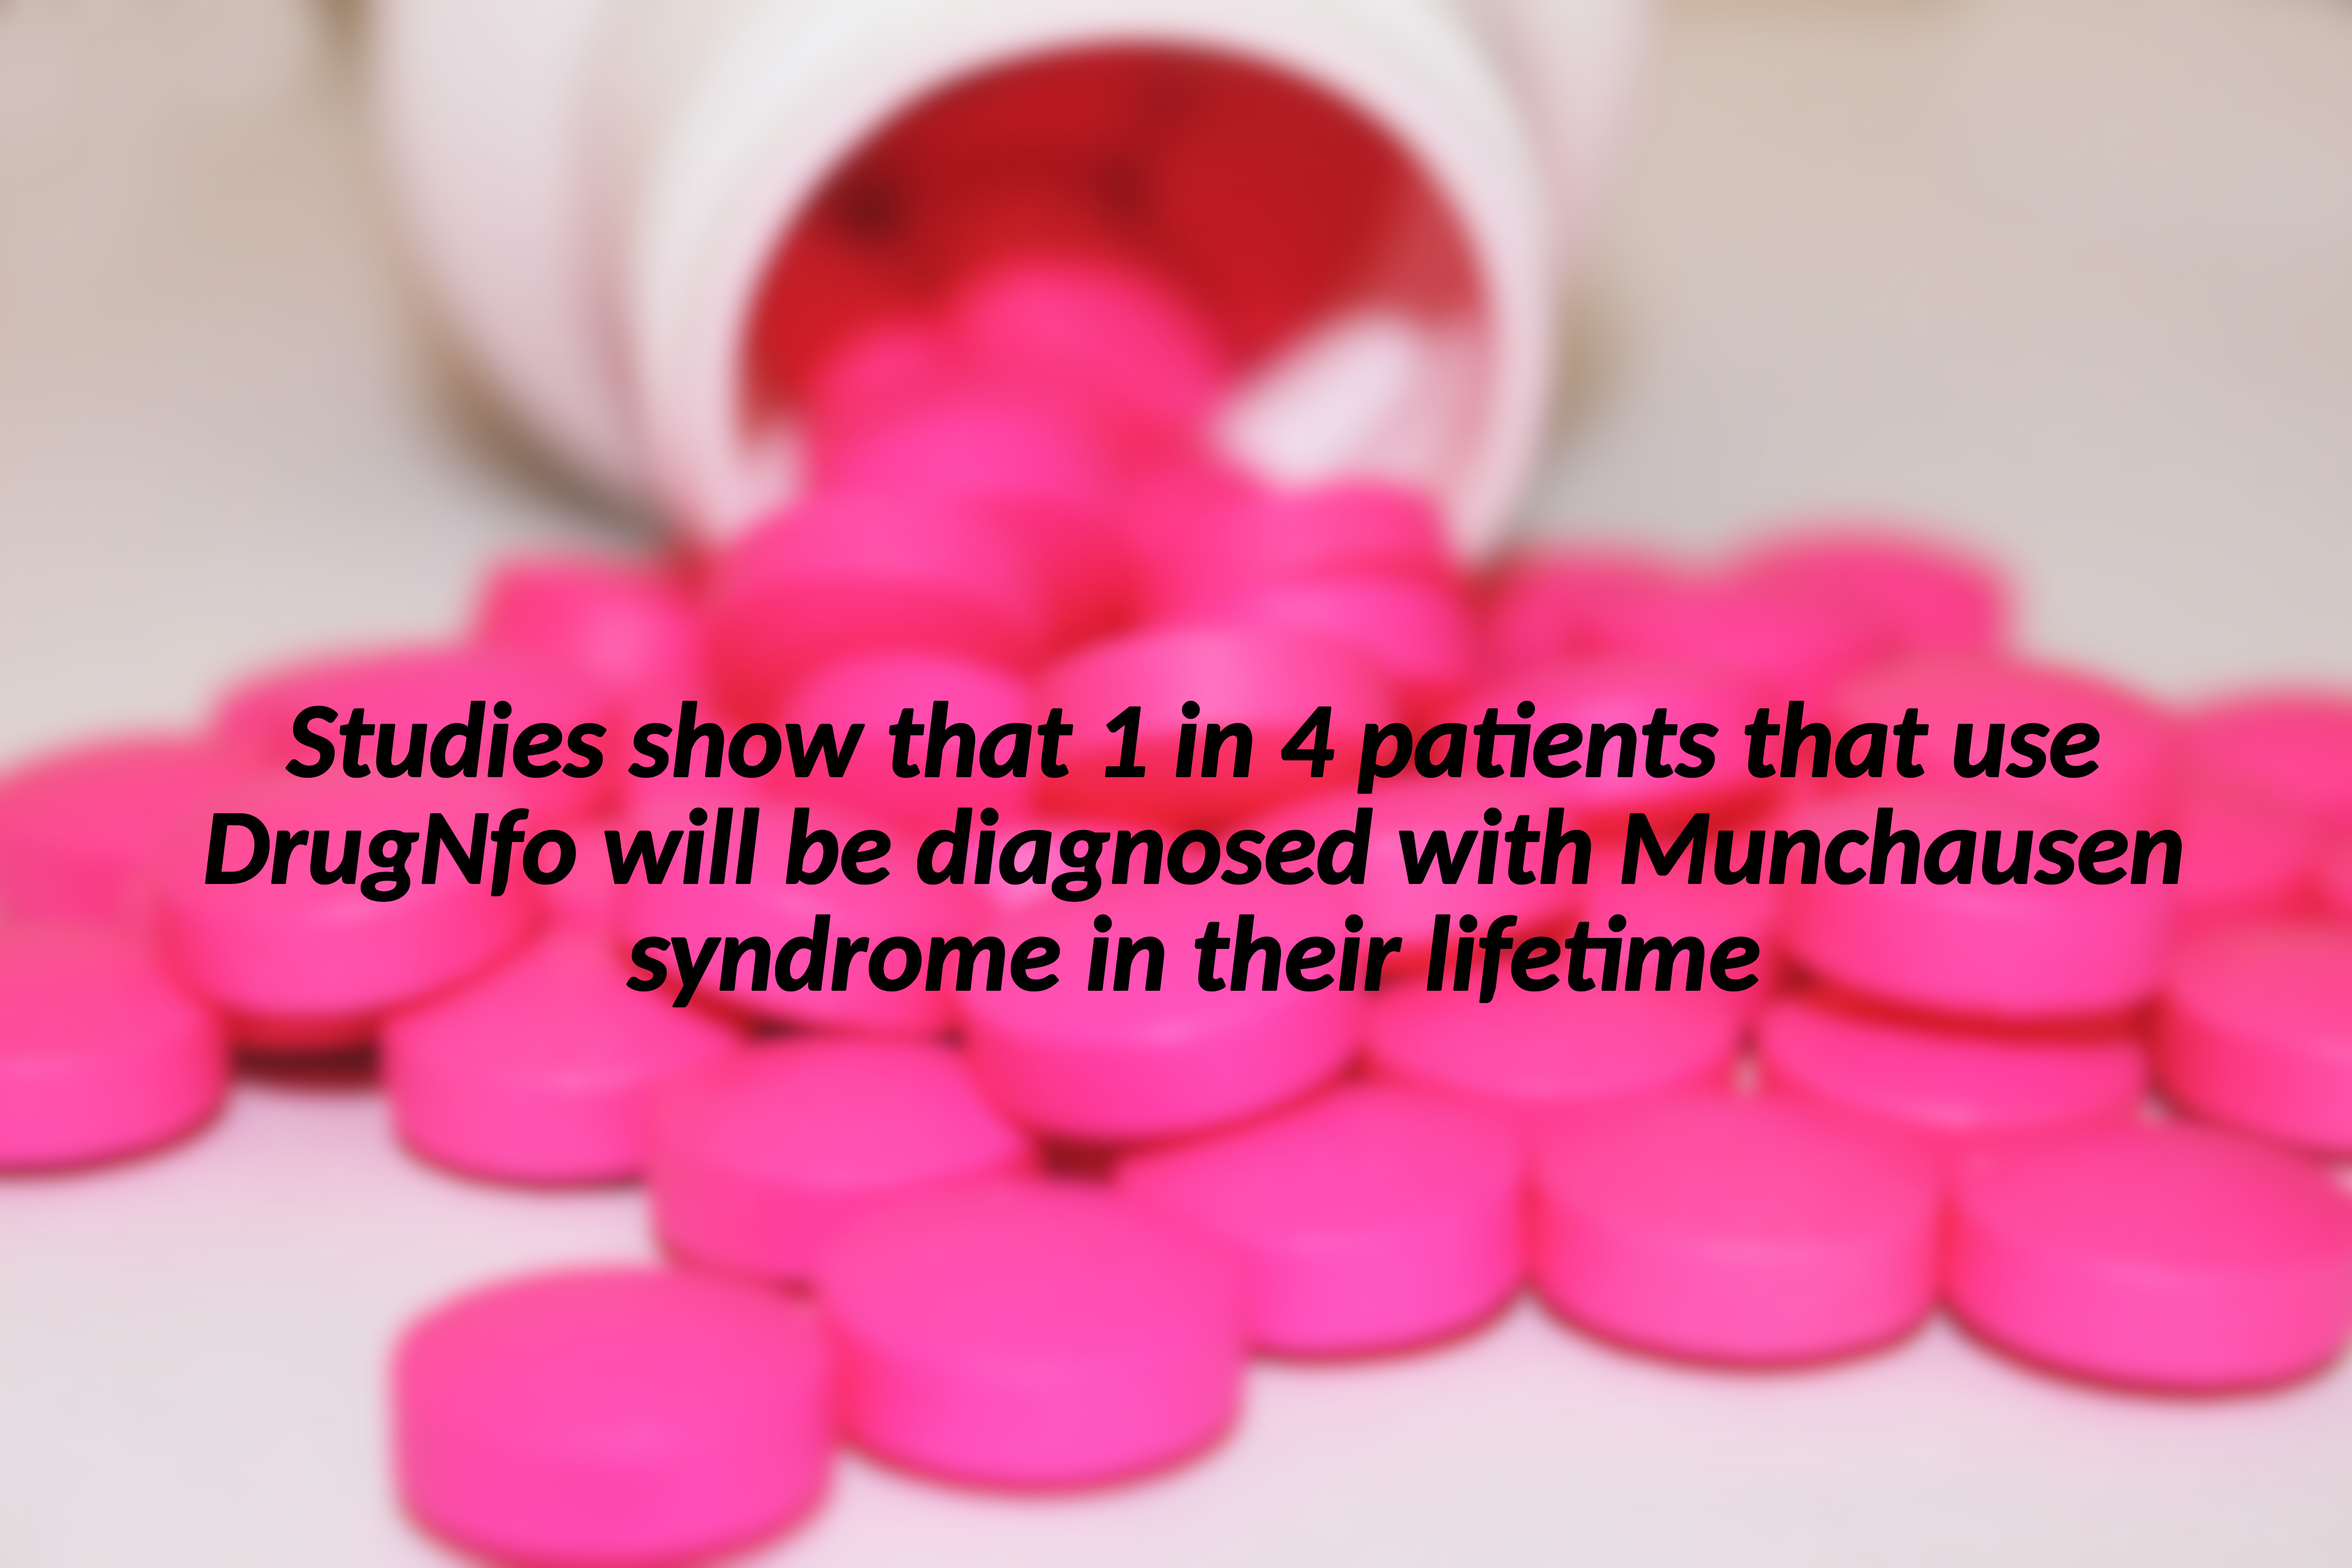 Studies show that 1 in 4 patients that use
DrugNfo will be diagnosed with Munchausen
syndrome in their lifetime